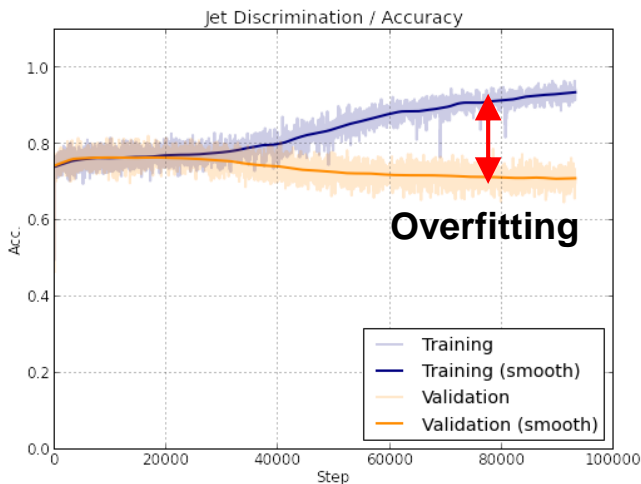 Jet Discrimination / Accuracy
1.0
0.8
0.6
0.4
0.2
0.0
Acc.
Overfitting
Training
Training (smooth)
Validation
Validation (smooth)
0 20000 40000 60000 80000 100000
Step